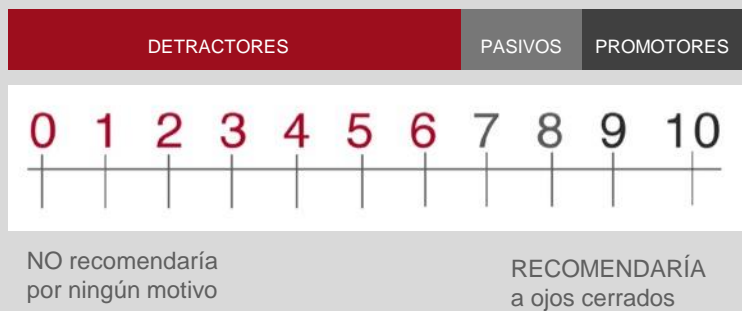 DETRACTORES PASIVOS PROMOTORES
0 1 2 3 4 5 6 7 8 9 10
NO recomendaría
por ningún motivo
RECOMENDARÍA
a ojos cerrados